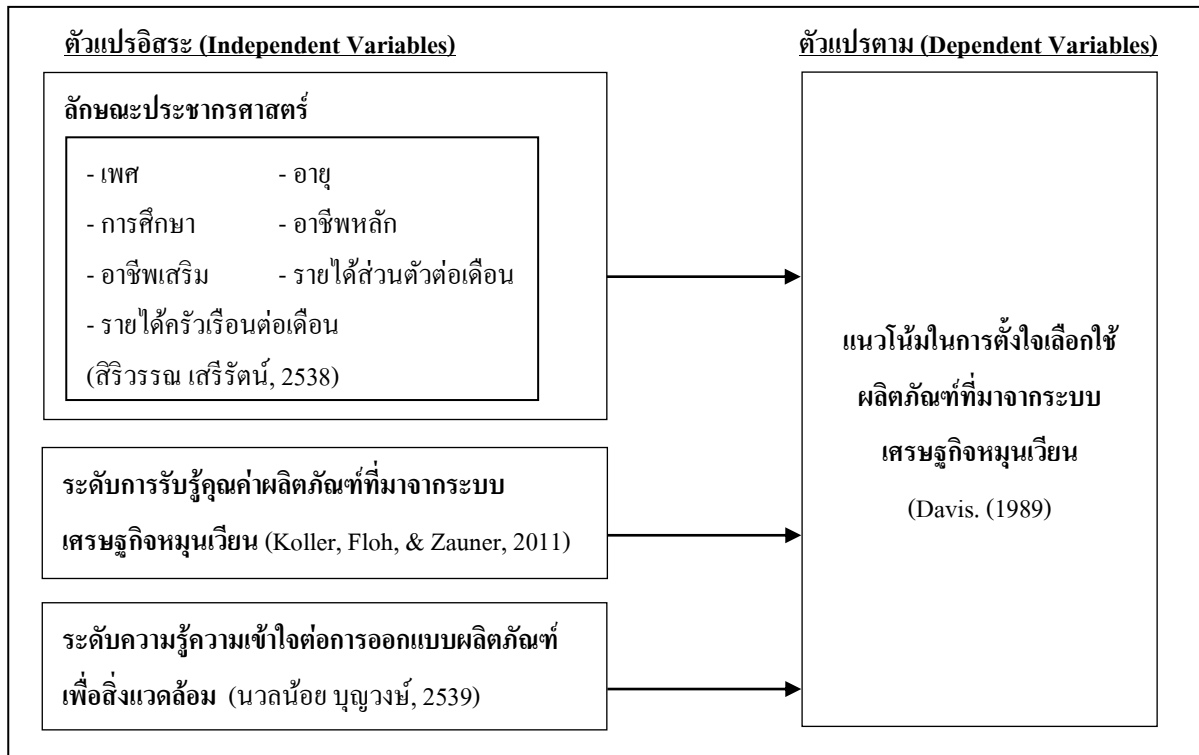 ตัวแปรอิสระ (Independent Variables)
ลักษณะประชากรศาสตร์
- เพศ - อายุ
- การศึกษา - อาชีพหลัก
- อาชีพเสริม - รายได้ส่วนตัวต่อเดือน
- รายได้ครัวเรือนต่อเดือน
(สิริวรรณ เสรีรัตน์, 2538)
ระดับการรับรู้คุณค่าผลิตภัณฑ์ที่มาจากระบบ
เศรษฐกิจหมุนเวียน (Koller, Floh, & Zauner, 2011)
ระดับความรู้ความเข้าใจต่อการออกแบบผลิตภัณฑ์
เพื่อสิ่งแวดล้อม (นวลน้อย บุญวงษ์, 2539)
ตัวแปรตาม (Dependent Variables)
แนวโน้มในการตั้งใจเลือกใช้
ผลิตภัณฑ์ที่มาจากระบบ
เศรษฐกิจหมุนเวียน
(Davis. (1989)